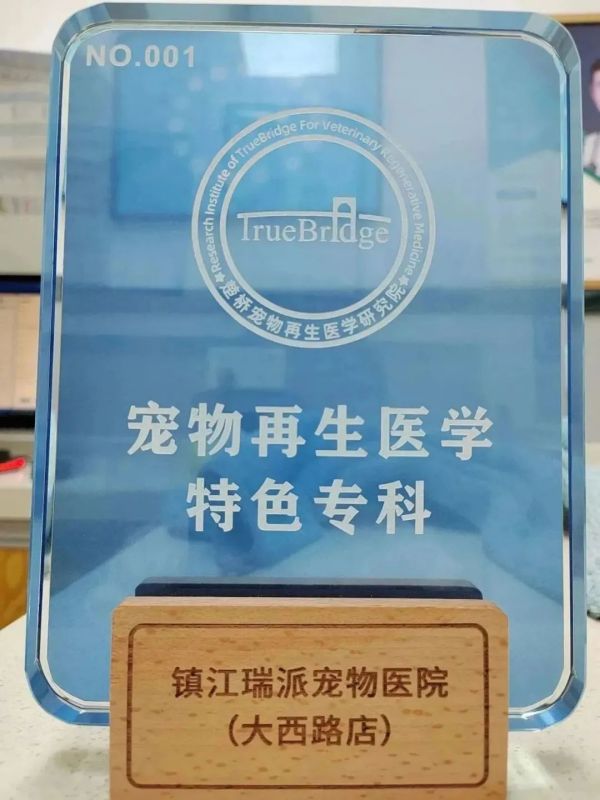 NO.001
Research Institute of TrueBridge For Veterinary Regenerative Medicine
TrueBridge
楚桥宠物再生医学研究院
宠物再生医学
特色专科
镇江瑞派宠物医院
（大西路店）